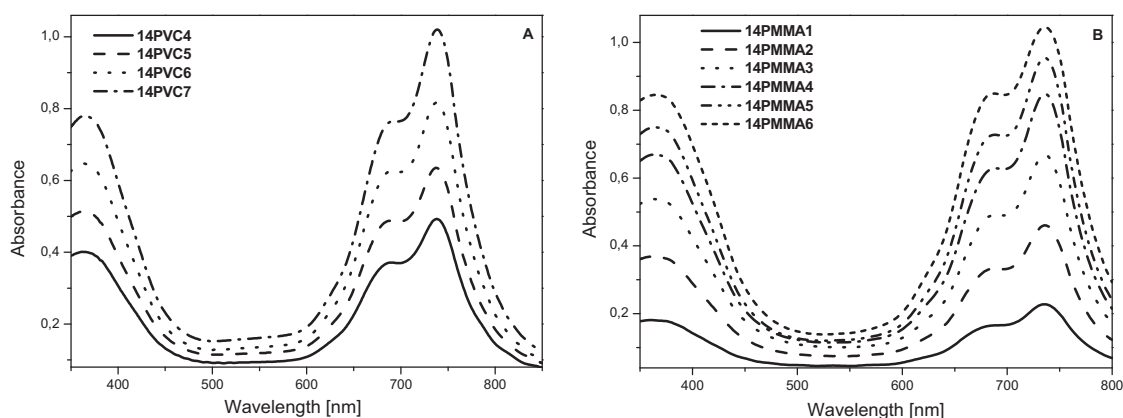 A
14PVC4
14PVC5
14PVC6
14PVC7
1,0
0,8
0,6
0,4
0,2
Absorbance
400 500 600 700 800
Wavelength [nm]
B
14PMMA1
14PMMA2
14PMMA3
14PMMA4
14PMMA5
14PMMA6
1,0
0,8
0,6
0,4
0,2
Absorbance
400 500 600 700 800
Wavelength [nm]